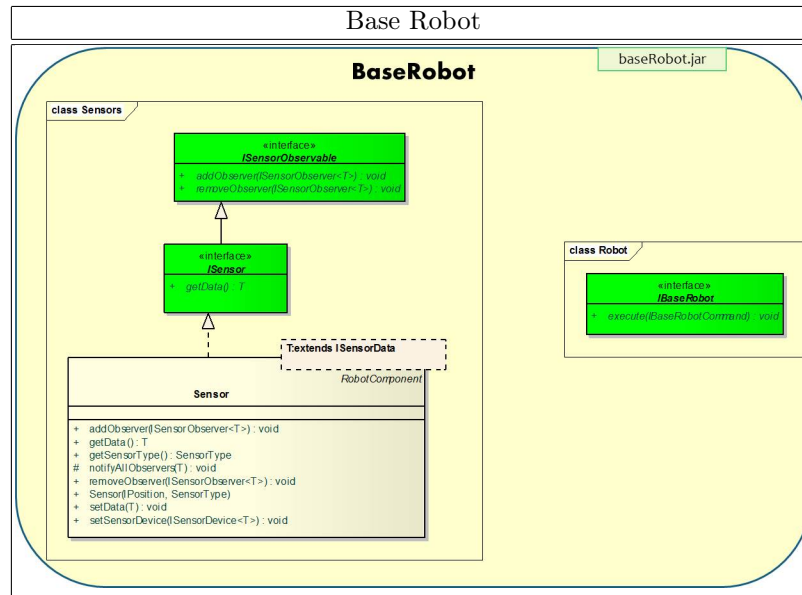 Base Robot
baseRobot.jar
BaseRobot
class Sensors
«interface»
ISensorObservable
+ addObserver(ISensorObserver<T>) : void
+ removeObserver(ISensorObserver<T>) : void
«interface»
ISensor
+ getData() : T
T:extends ISensorData
RobotComponent
Sensor
+ addObserver(ISensorObserver<T>) : void
+ getData() : T
+ getSensorType() : SensorType
# notifyAllObservers(T) : void
+ removeObserver(ISensorObserver<T>) : void
+ Sensor(IPosition, SensorType)
+ setData(T) : void
+ setSensorDevice(ISensorDevice<T>) : void
class Robot
«interface»
IBaseRobot
+ execute(IBaseRobotCommand) : void